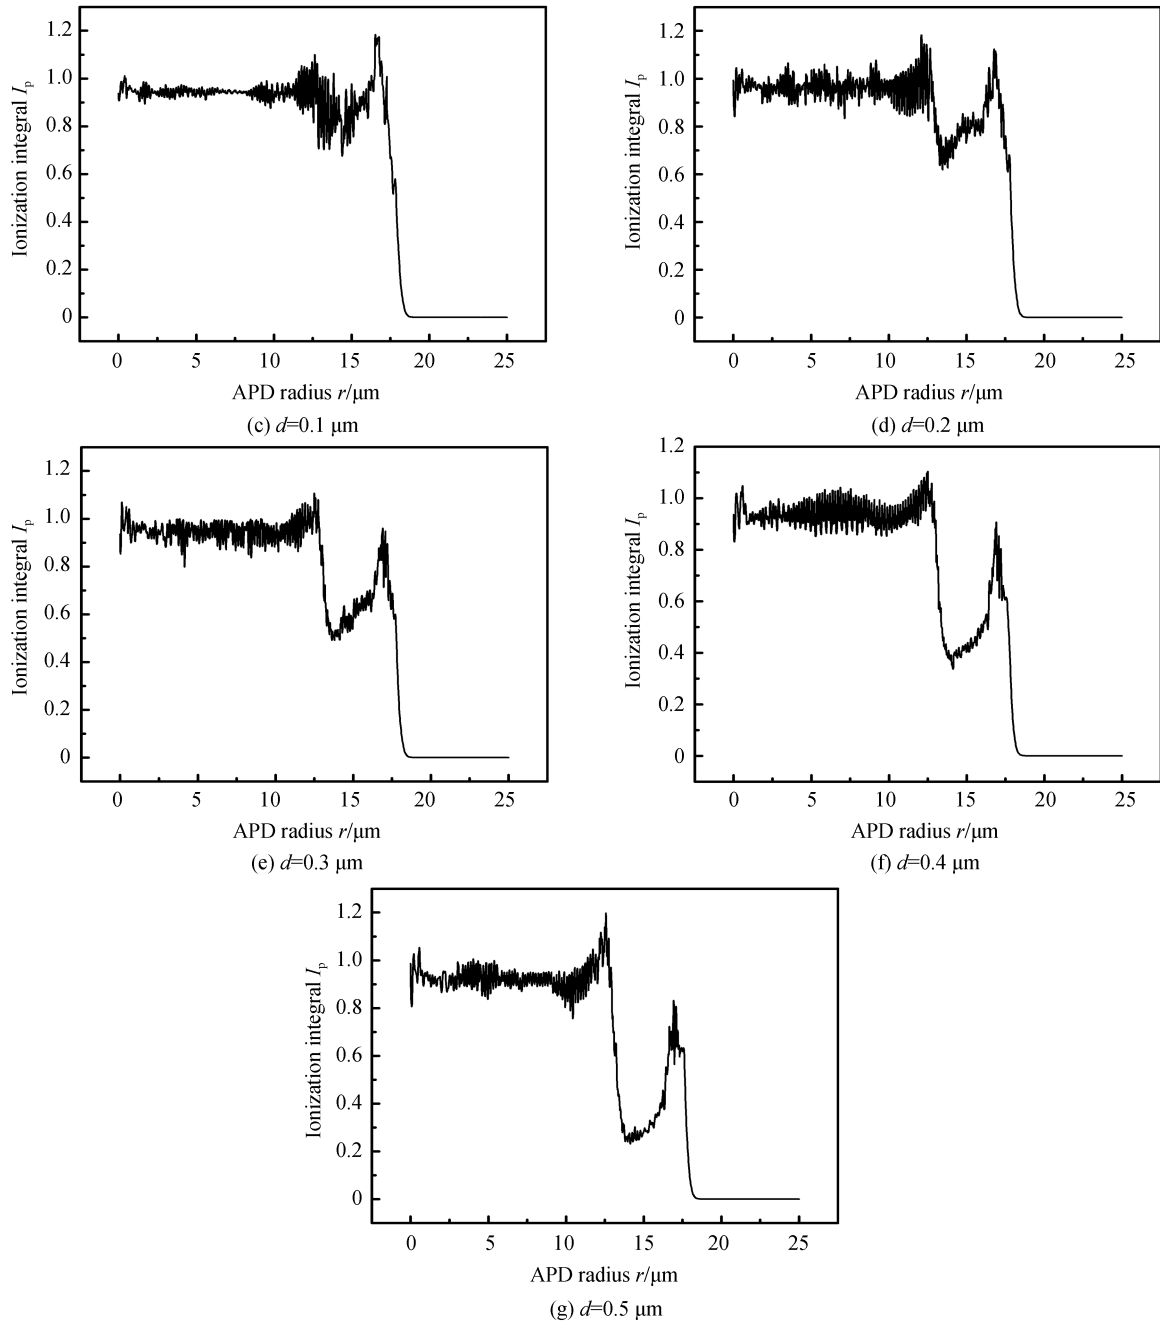 1.2
1.0
0.8
0.6
0.4
0.2
0
Ionization integral Ip
0 5 10 15 20 25
APD radius r/μm
(c) d=0.1 μm
1.2
1.0
0.8
0.6
0.4
0.2
0
Ionization integral Ip
0 5 10 15 20 25
APD radius r/μm
(d) d=0.2 μm
1.2
1.0
0.8
0.6
0.4
0.2
0
Ionization integral Ip
0 5 10 15 20 25
APD radius r/μm
(e) d=0.3 μm
1.2
1.0
0.8
0.6
0.4
0.2
0
Ionization integral Ip
0 5 10 15 20 25
APD radius r/μm
(f) d=0.4 μm
1.2
1.0
0.8
0.6
0.4
0.2
0
Ionization integral Ip
0 5 10 15 20 25
APD radius r/μm
(g) d=0.5 μm